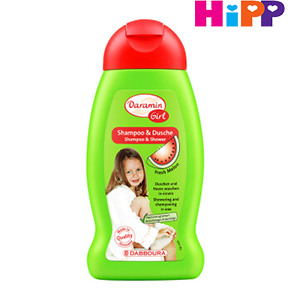 HiPP
Daramin
Girl
Shampoo & Dusche
Shampoo & Shower
Fresh Melon
Duschen und
Haare waschen
in einem
Showering and
shampooing
in one
Quality
DABBOURA